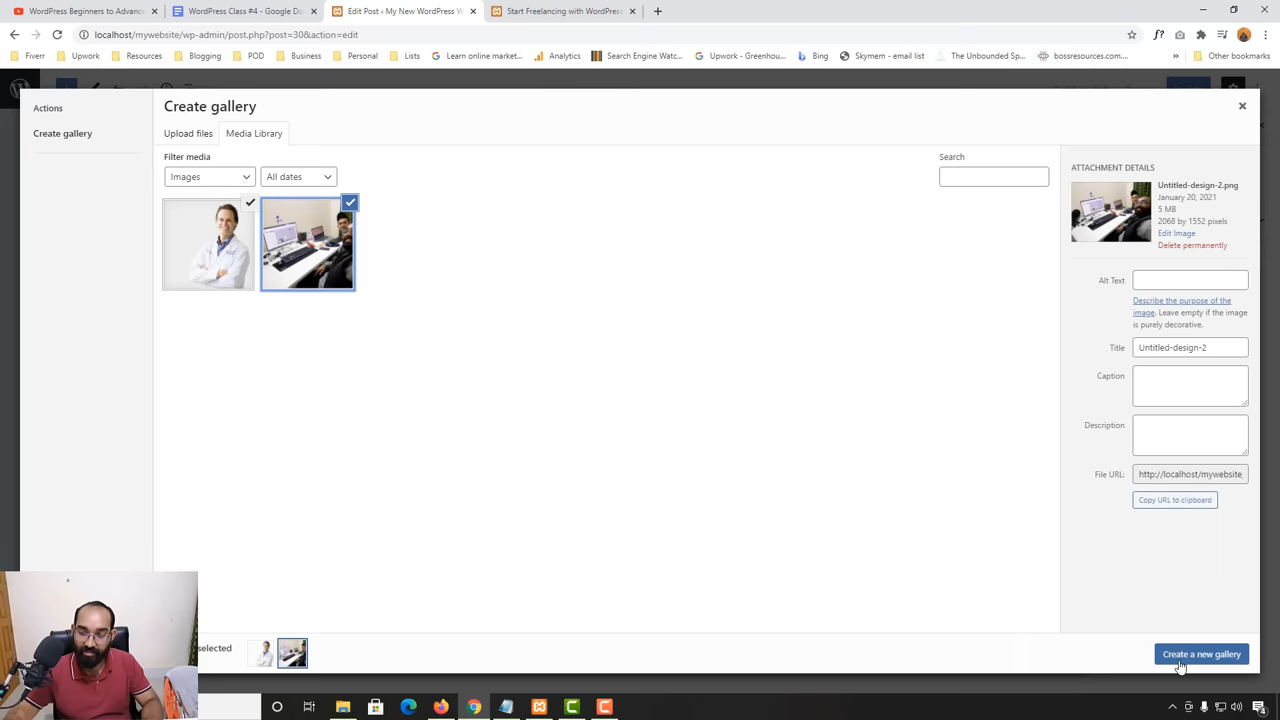 WordPress Beginners to Advance
WordPress Class #4 - Google Do
Edit Post ‹ My New WordPress W
Start Freelancing with WordPress
localhost/mywebsite/wp-admin/post.php?post=30&action=edit
Fiverr
Upwork
Resources
Blogging
POD
Business
Personal
Lists
Learn online market...
Analytics
Search Engine Watc...
Upwork - Greenhou...
Bing
Skymem - email list
The Unbounded Sp...
bossresources.com...
»
Other bookmarks
Actions
Create gallery
Create gallery
Upload files
Media Library
Filter media
Images
All dates
Search
ATTACHMENT DETAILS
Untitled-design-2.png
January 20, 2021
5 MB
2068 by 1552 pixels
Edit Image
Delete permanently
Alt Text
Describe the purpose of the
image. Leave empty if the image
is purely decorative.
Title
Untitled-design-2
Caption
Description
File URL:
http://localhost/mywebsite,
Copy URL to clipboard
selected
Create a new gallery
4